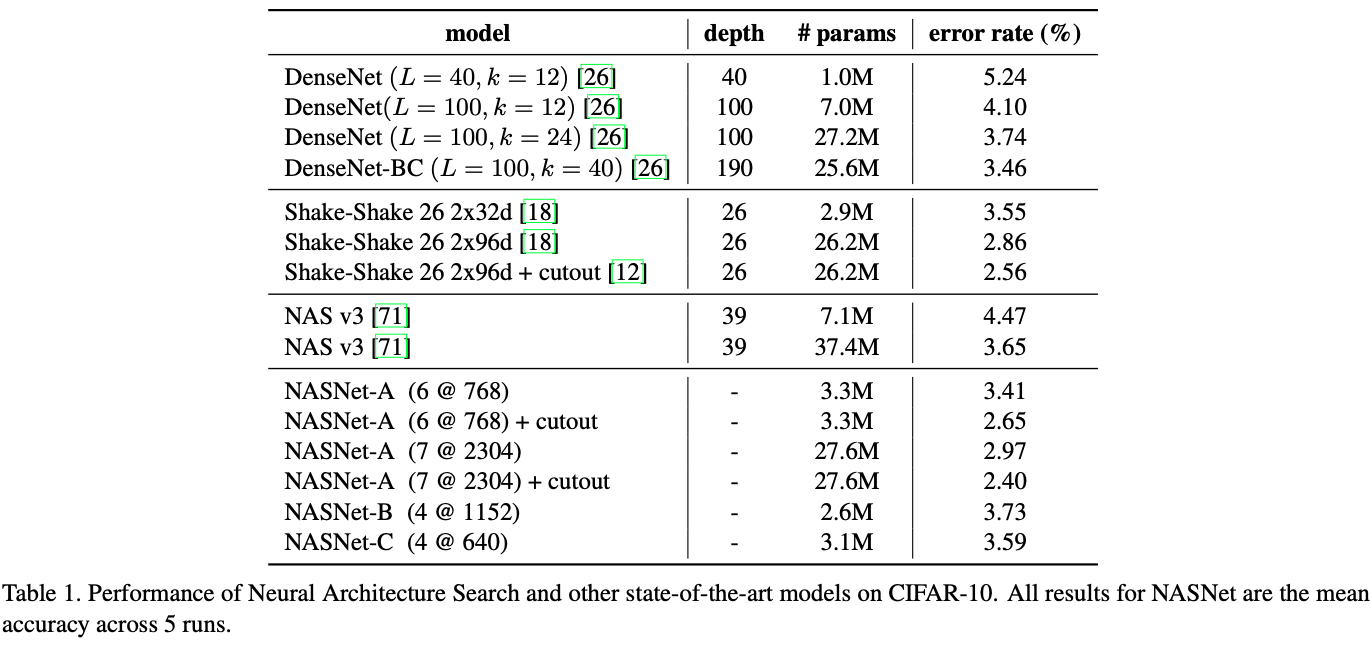 model depth # params error rate (%)
DenseNet (L = 40, k = 12) [26] 40 1.0M 5.24
DenseNet(L = 100, k = 12) [26] 100 7.0M 4.10
DenseNet (L = 100, k = 24) [26] 100 27.2M 3.74
DenseNet-BC (L = 100, k = 40) [26] 190 25.6M 3.46
Shake-Shake 26 2x32d [18] 26 2.9M 3.55
Shake-Shake 26 2x96d [18] 26 26.2M 2.86
Shake-Shake 26 2x96d + cutout [12] 26 26.2M 2.56
NAS v3 [71] 39 7.1M 4.47
NAS v3 [71] 39 37.4M 3.65
NASNet-A (6 @ 768) - 3.3M 3.41
NASNet-A (6 @ 768) + cutout - 3.3M 2.65
NASNet-A (7 @ 2304) - 27.6M 2.97
NASNet-A (7 @ 2304) + cutout - 27.6M 2.40
NASNet-B (4 @ 1152) - 2.6M 3.73
NASNet-C (4 @ 640) - 3.1M 3.59
Table 1. Performance of Neural Architecture Search and other state-of-the-art models on CIFAR-10. All results for NASNet are the mean
accuracy across 5 runs.